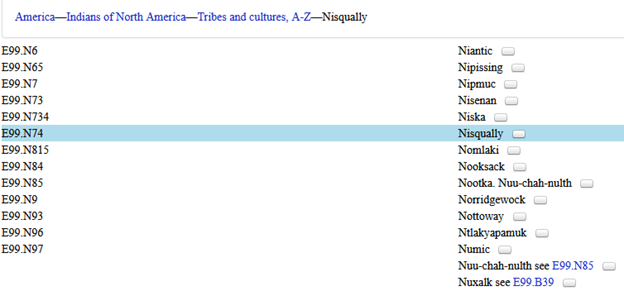 America—Indians of North America—Tribes and cultures, A-Z—Nisqually
E99.N6 Niantic
E99.N65 Nipissing
E99.N7 Nipmuc
E99.N73 Nisenan
E99.N734 Niska
E99.N74 Nisqually
E99.N815 Nomlaki
E99.N84 Nooksack
E99.N85 Nootka. Nuu-chah-nulth
E99.N9 Norridgewock
E99.N93 Nottoway
E99.N96 Ntlakyapamuk
E99.N97 Numic
Nuu-chah-nulth see E99.N85
Nuxalk see E99.B39